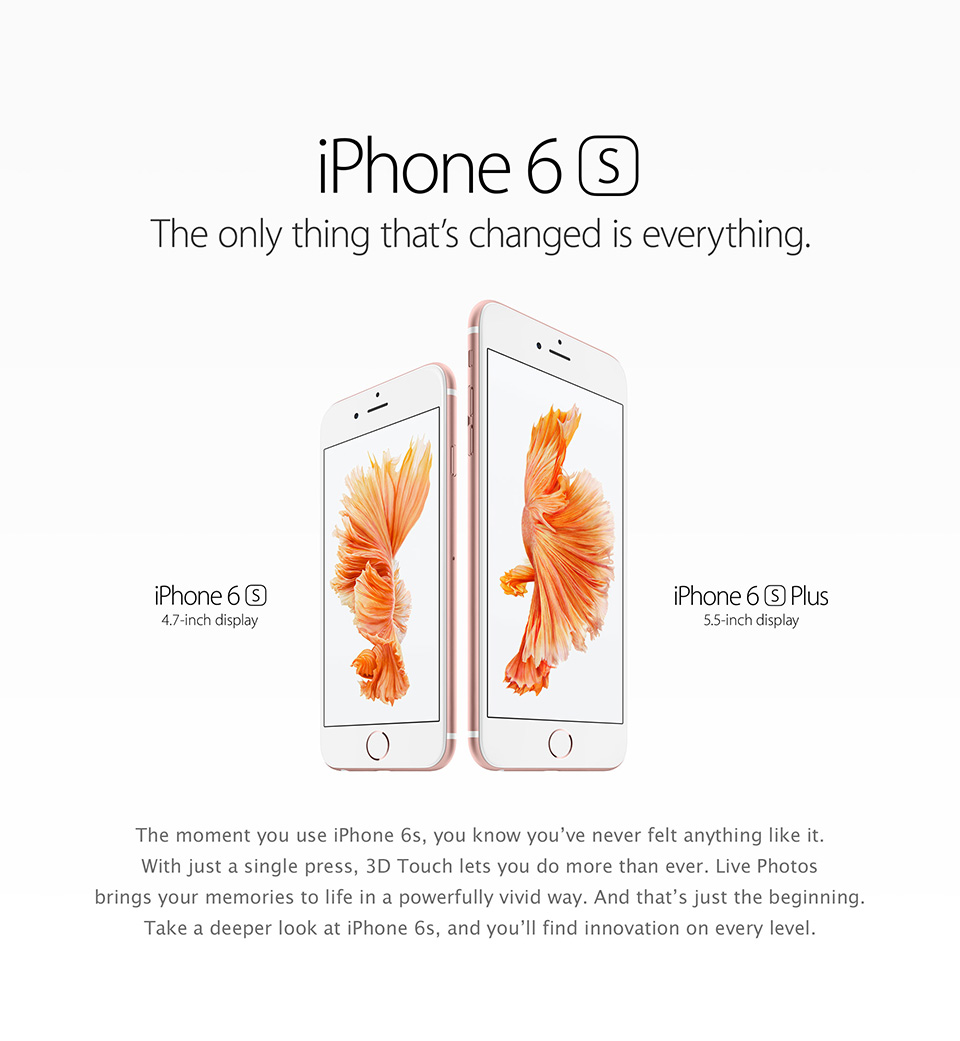 iPhone 6 S
The only thing that’s changed is everything.
iPhone 6 S
4.7-inch display
iPhone 6 S Plus
5.5-inch display
The moment you use iPhone 6s, you know you’ve never felt anything like it.
With just a single press, 3D Touch lets you do more than ever. Live Photos
brings your memories to life in a powerfully vivid way. And that’s just the beginning.
Take a deeper look at iPhone 6s, and you’ll find innovation on every level.